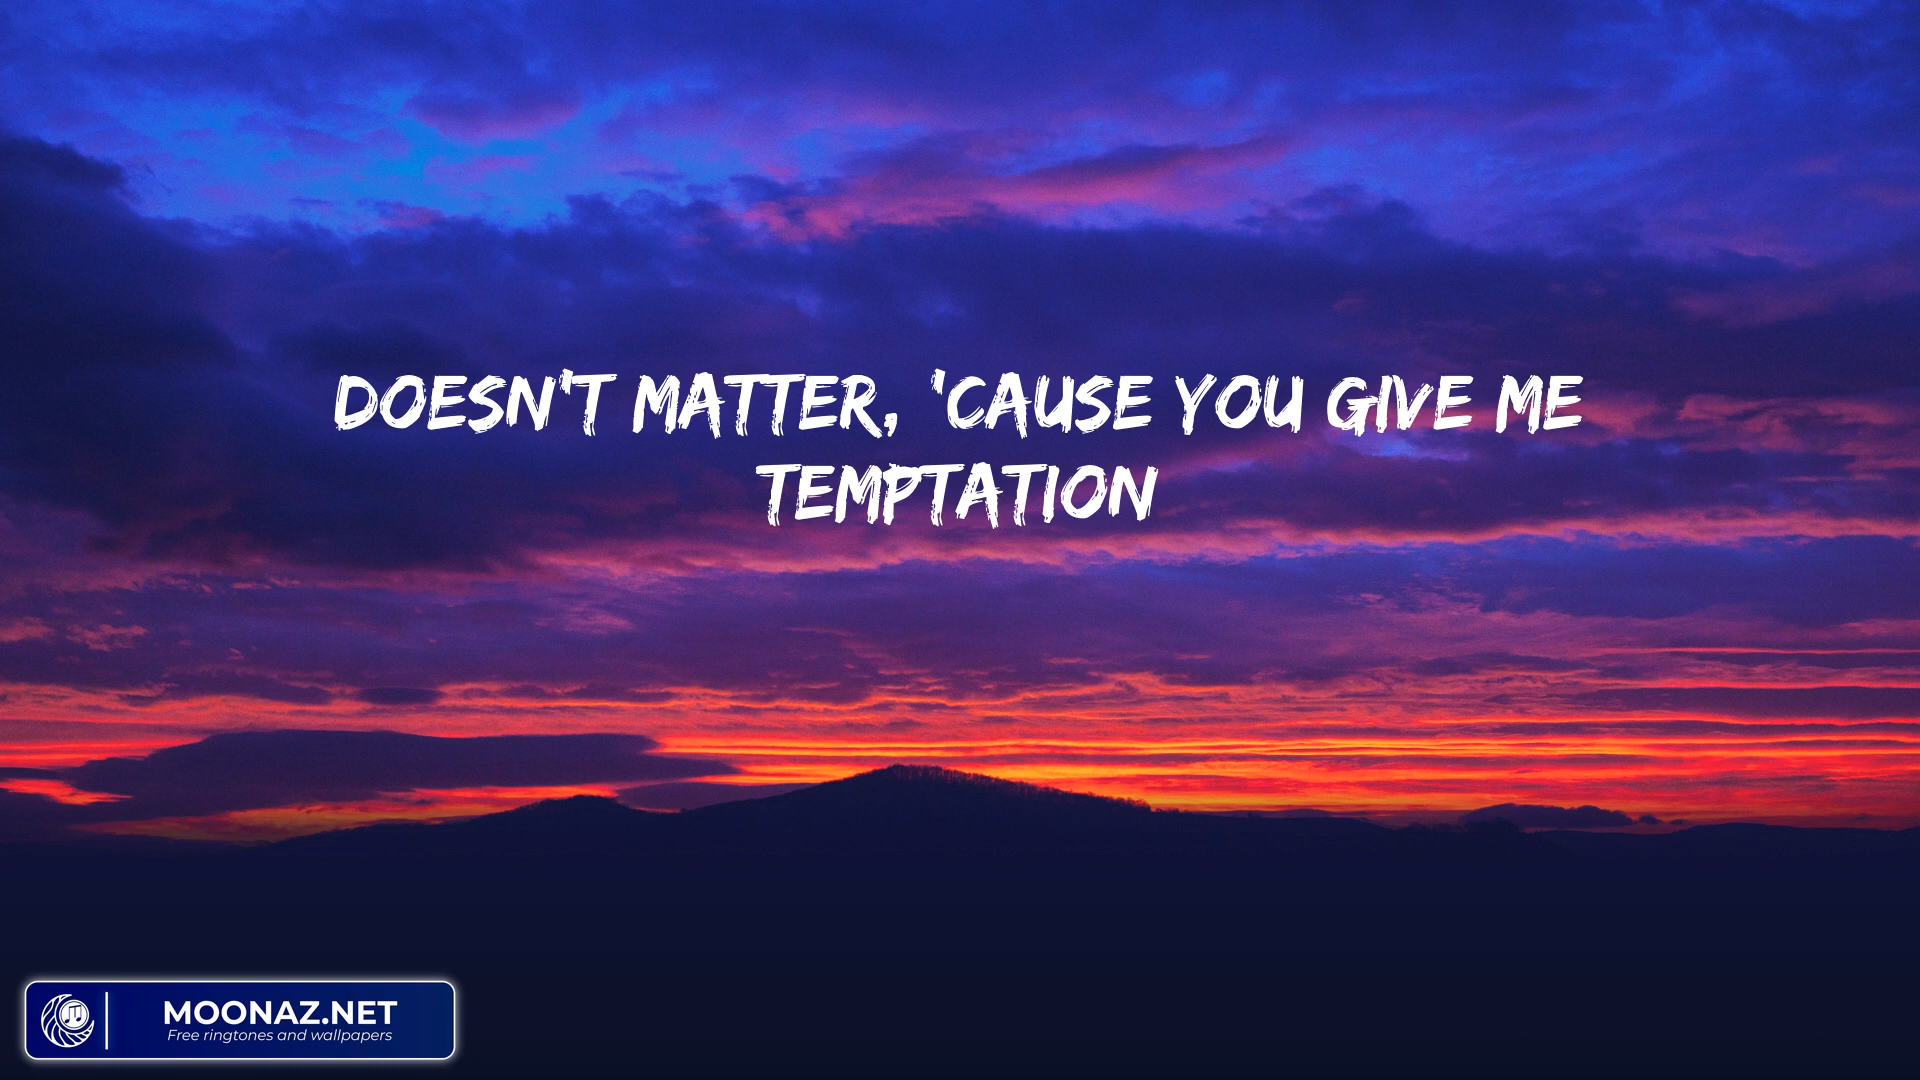 DOESN'T MATTER, 'CAUSE YOU GIVE ME
TEMPTATION
MOONAZ.NET
Free ringtones and wallpapers